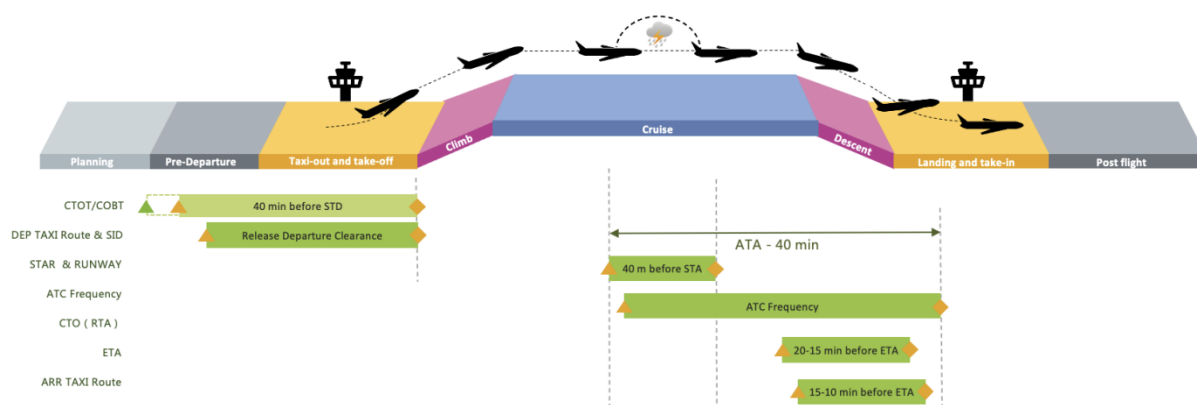 Planning
Pre-Departure
Taxi-out and take-off
Climb
Cruise
Descent
Landing and take-in
Post flight
CTOT/COBT
40 min before STD
DEP TAXI Route & SID
Release Departure Clearance
ATA - 40 min
STAR & RUNWAY
40 m before STA
ATC Frequency
ATC Frequency
CTO ( RTA )
ETA
20-15 min before ETA
ARR TAXI Route
15-10 min before ETA